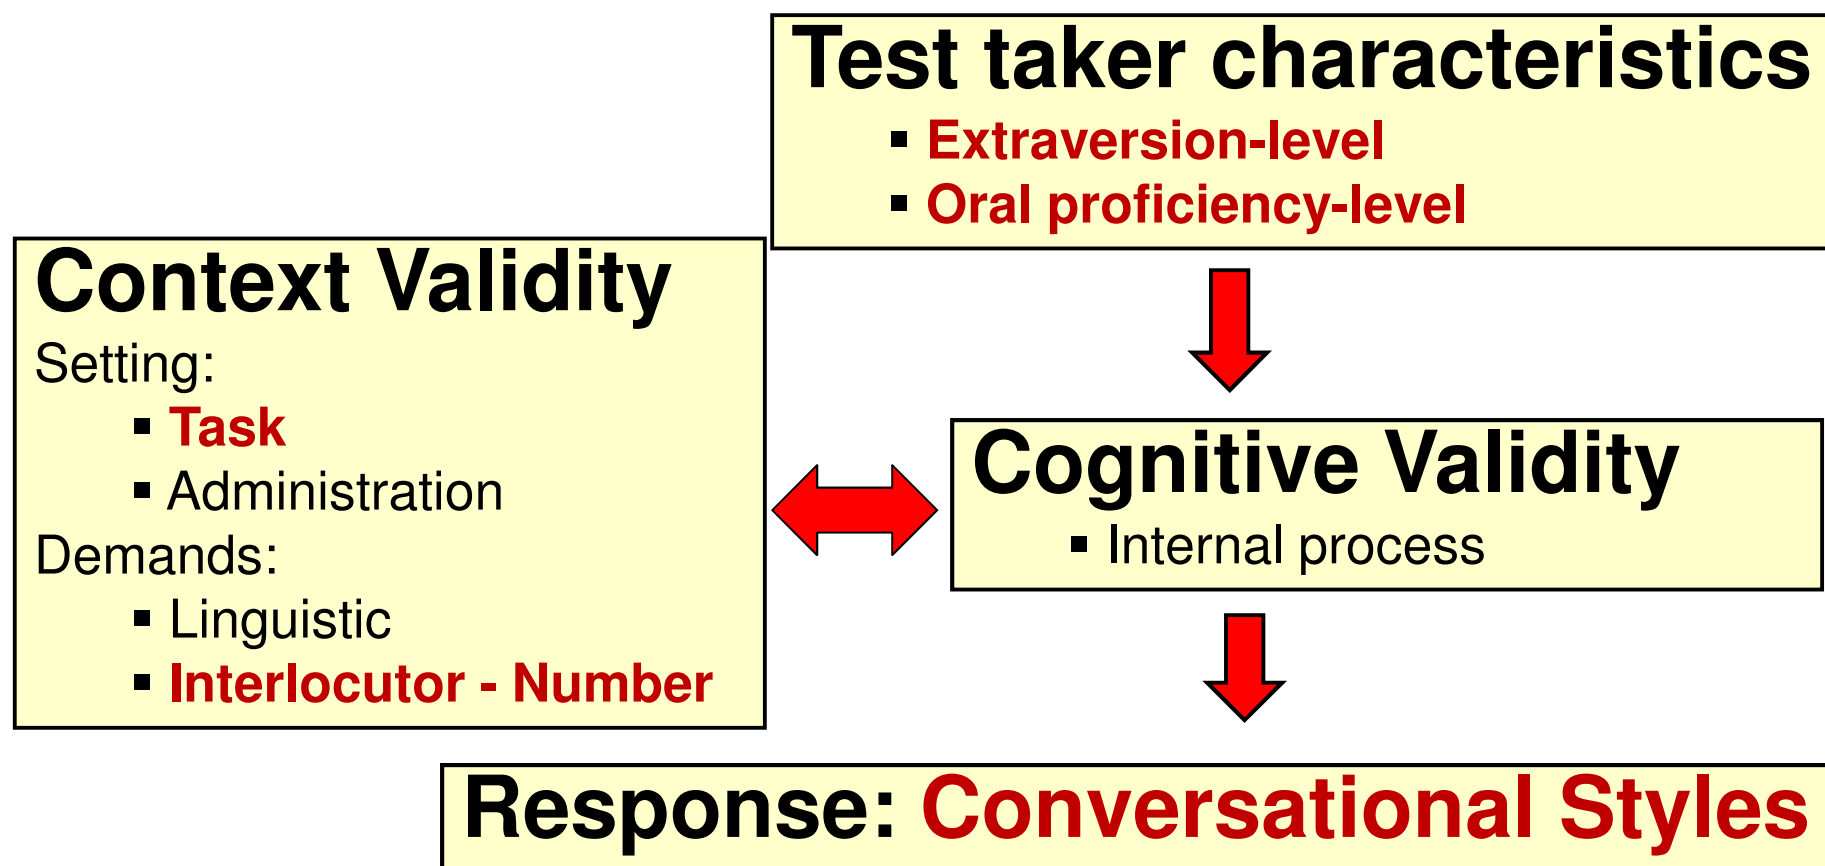 Test taker characteristics
▪ Extraversion-level
▪ Oral proficiency-level
Context Validity
Setting:
▪ Task
▪ Administration
Demands:
▪ Linguistic
▪ Interlocutor - Number
Cognitive Validity
▪ Internal process
Response: Conversational Styles